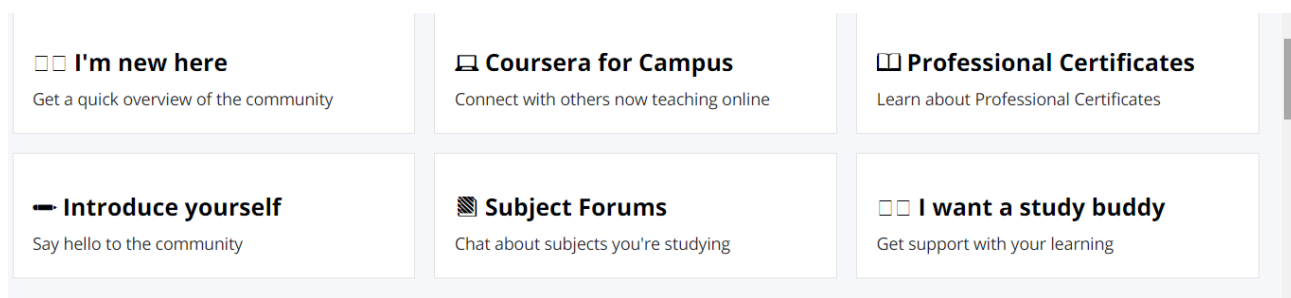 I'm new here
Get a quick overview of the community
Coursera for Campus
Connect with others now teaching online
Professional Certificates
Learn about Professional Certificates
Introduce yourself
Say hello to the community
Subject Forums
Chat about subjects you're studying
I want a study buddy
Get support with your learning